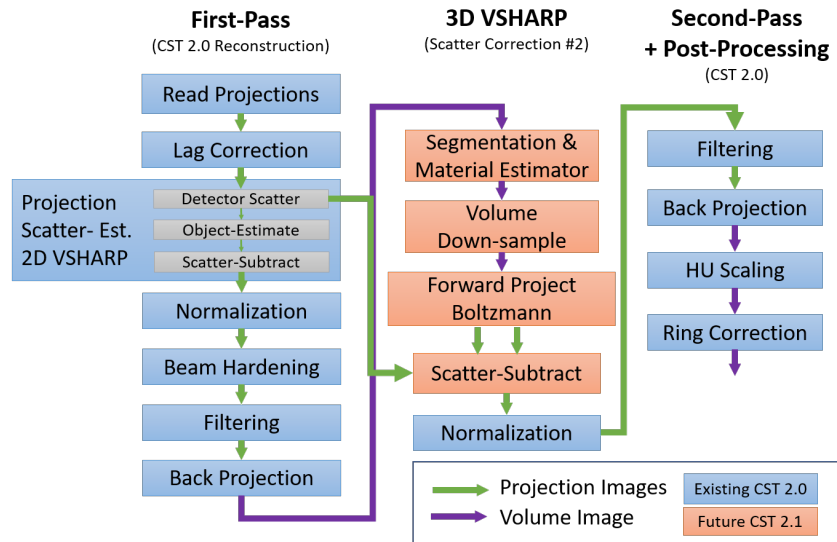 First-Pass
(CST 2.0 Reconstruction)
Read Projections
Lag Correction
Projection
Scatter- Est.
2D VSHARP
Detector Scatter
Object-Estimate
Scatter-Subtract
Normalization
Beam Hardening
Filtering
Back Projection
3D VSHARP
(Scatter Correction #2)
Segmentation &
Material Estimator
Volume
Down-sample
Forward Project
Boltzmann
Scatter-Subtract
Normalization
Second-Pass
+ Post-Processing
(CST 2.0)
Filtering
Back Projection
HU Scaling
Ring Correction
Projection Images
Volume Image
Existing CST 2.0
Future CST 2.1